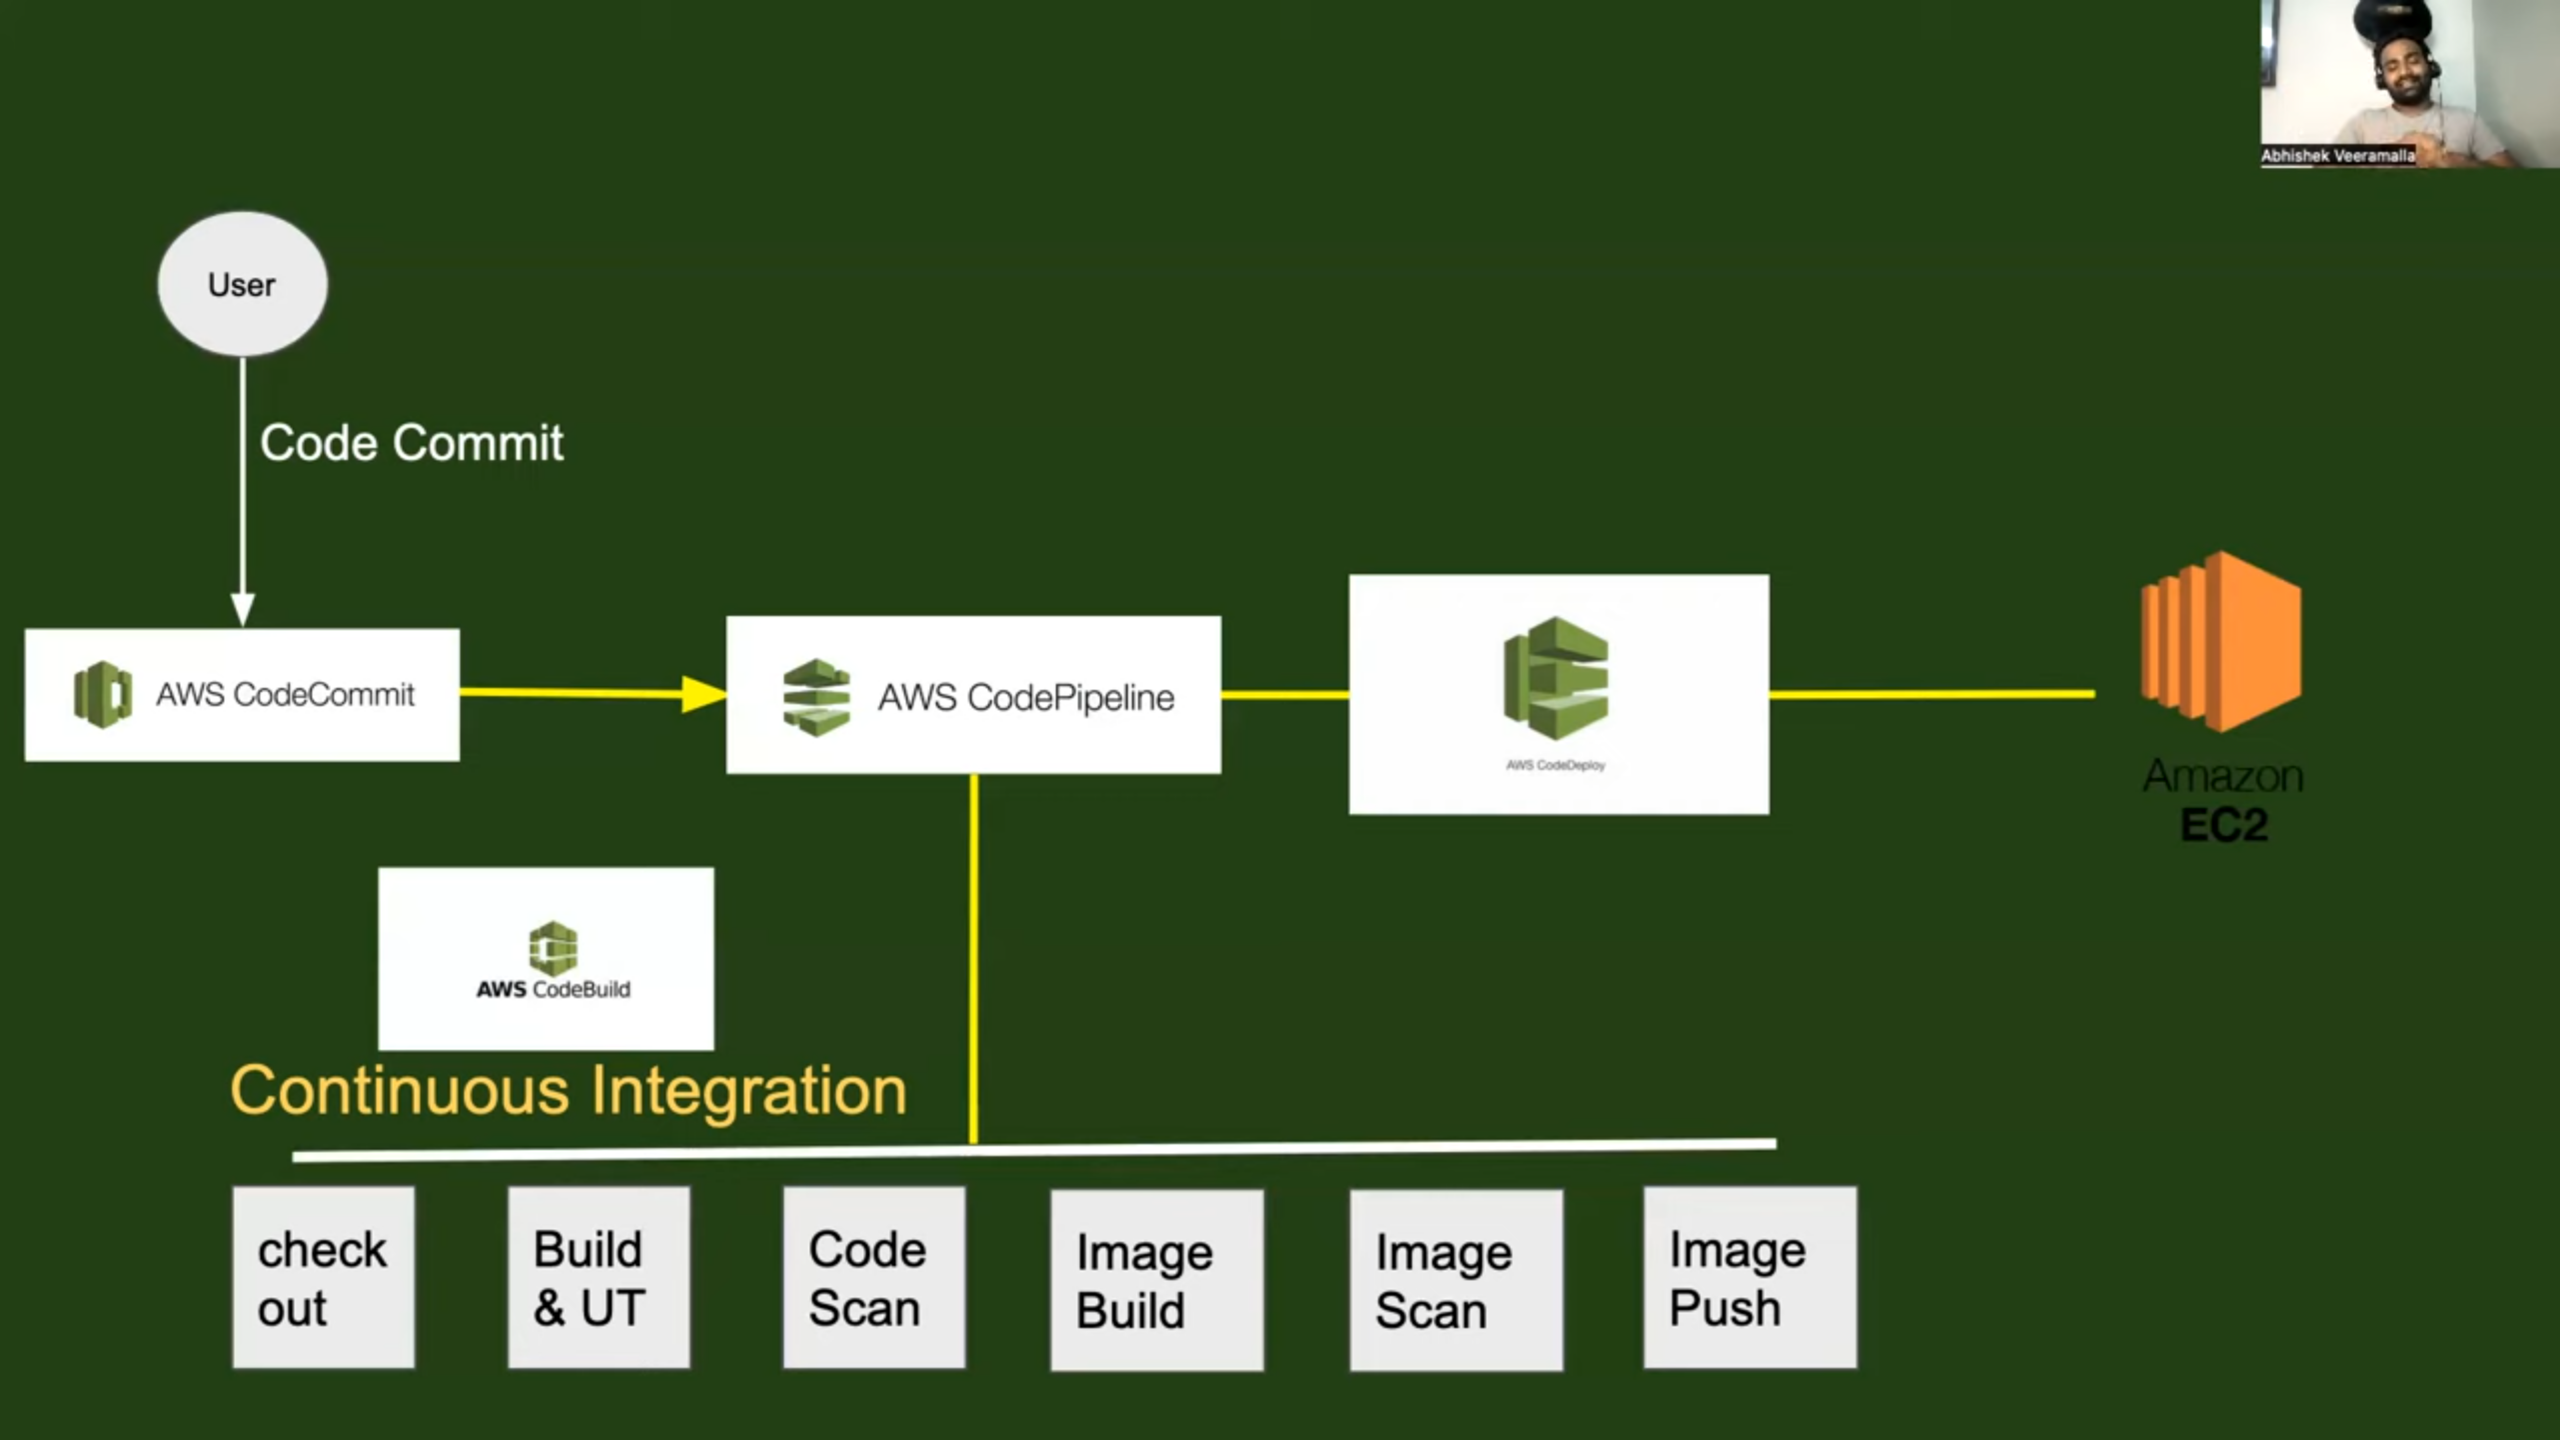 Abhishek Veeramalla
User
Code Commit
AWS CodeCommit
AWS CodePipeline
AWS CodeDeploy
Amazon
EC2
AWS CodeBuild
Continuous Integration
check
out
Build
& UT
Code
Scan
Image
Build
Image
Scan
Image
Push